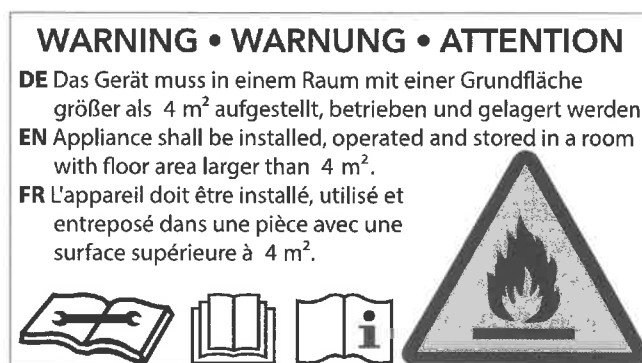 WARNING • WARNUNG • ATTENTION
DE Das Gerät muss in einem Raum mit einer Grundfläche
größer als 4 m² aufgestellt, betrieben und gelagert werden
EN Appliance shall be installed, operated and stored in a room
with floor area larger than 4 m².
FR L'appareil doit être installé, utilisé et
entreposé dans une pièce avec une
surface supérieure à 4 m².
i